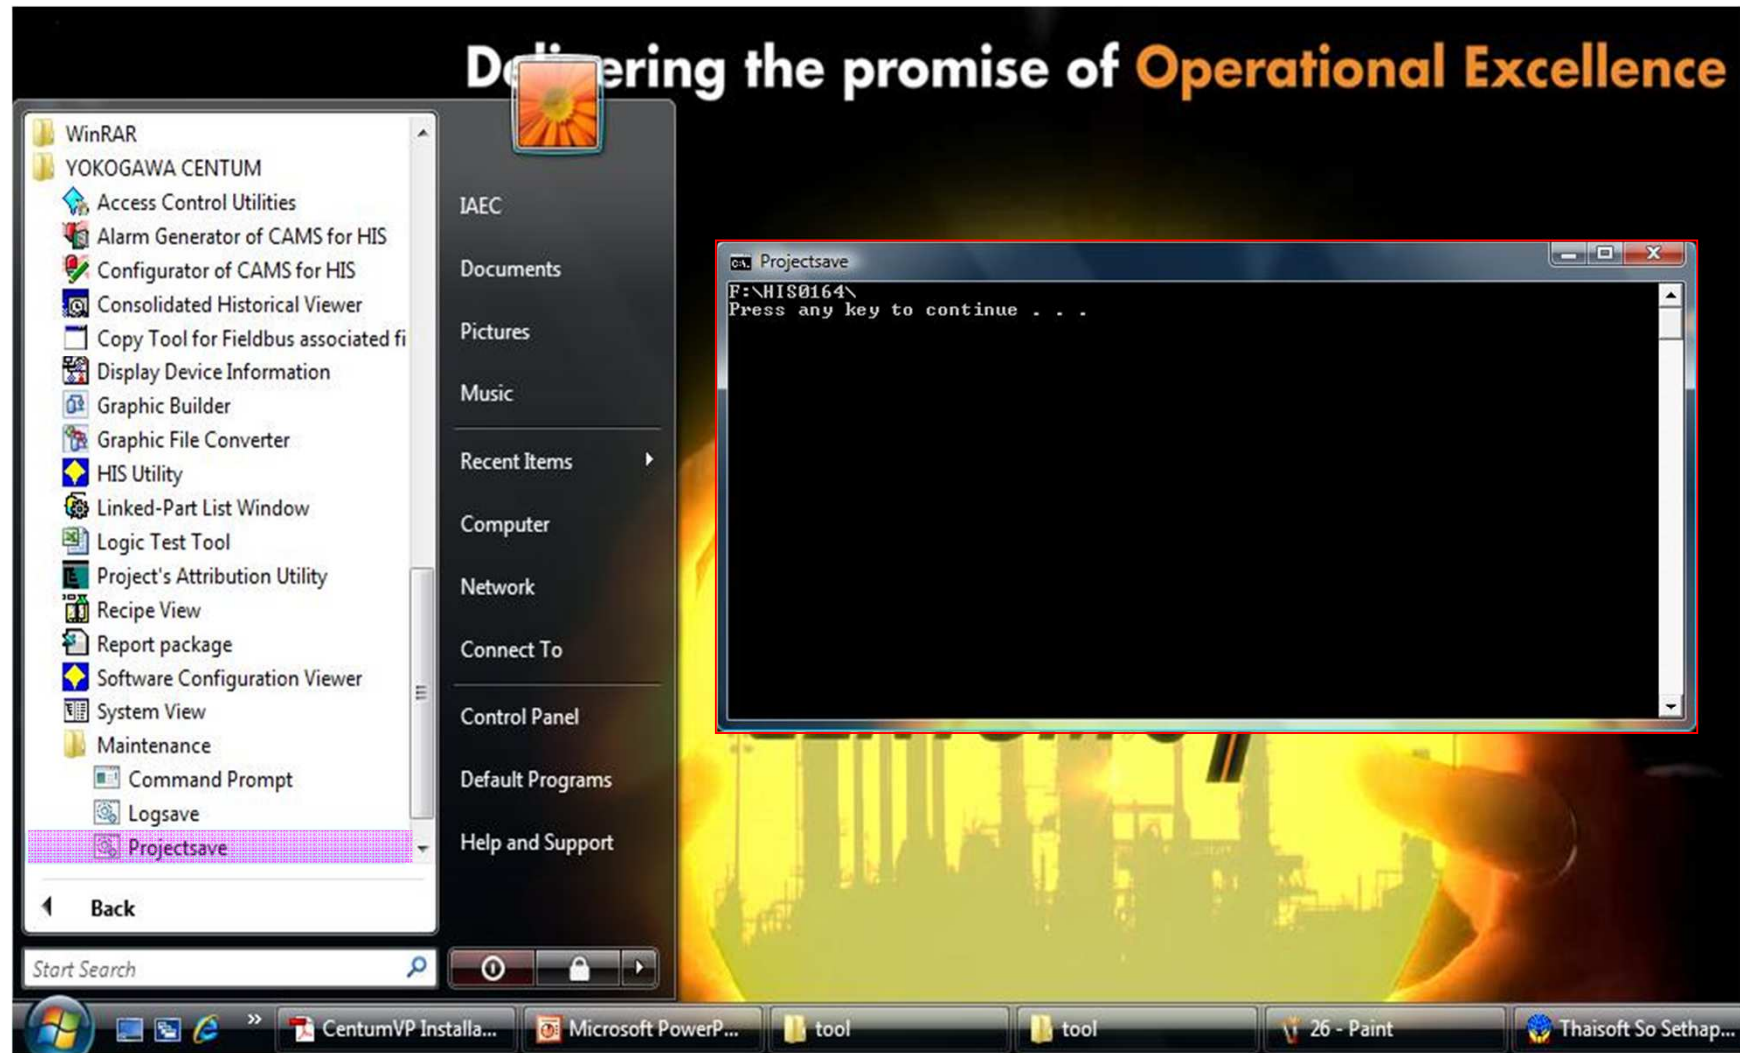 Delivering the promise of Operational Excellence
WinRAR
YOKOGAWA CENTUM
Access Control Utilities
Alarm Generator of CAMS for HIS
Configurator of CAMS for HIS
Consolidated Historical Viewer
Copy Tool for Fieldbus associated fi
Display Device Information
Graphic Builder
Graphic File Converter
HIS Utility
Linked-Part List Window
Logic Test Tool
Project's Attribution Utility
Recipe View
Report package
Software Configuration Viewer
System View
Maintenance
Command Prompt
Logsave
Projectsave
Back
Start Search
IAEC
Documents
Pictures
Music
Recent Items
Computer
Network
Connect To
Control Panel
Default Programs
Help and Support
Projectsave
F:\HIS0164\
Press any key to continue . . .
CentumVP Installa...
Microsoft PowerP...
tool
tool
26 - Paint
Thaisoft So Sethap...